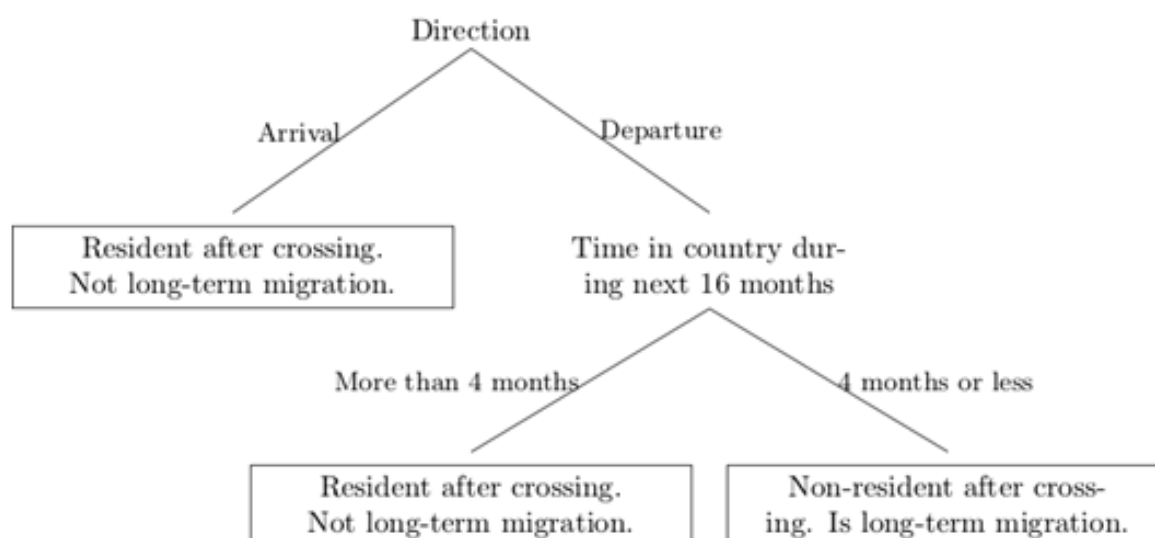 Direction
Arrival
Departure
Resident after crossing.
Not long-term migration.
Time in country dur-
ing next 16 months
More than 4 months
4 months or less
Resident after crossing.
Not long-term migration.
Non-resident after cross-
ing. Is long-term migration.